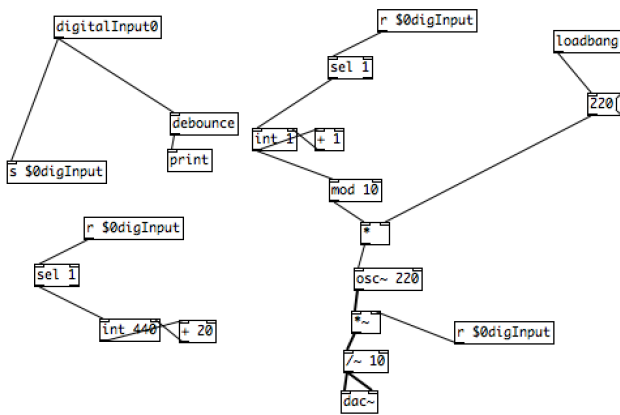 digitalInput0
r $0digInput
loadbang
sel 1
220
debounce
int 1
+ 1
print
s $0digInput
mod 10
r $0digInput
*
sel 1
osc~ 220
int 440
+ 20
*~
r $0digInput
/~ 10
dac~